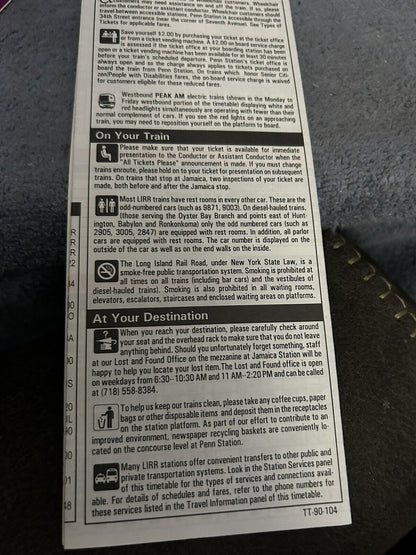 customers may need assistance. Wheelchair
inform the conductor or assistant conductor. Wheelchair customers should
travel between accessible stations. Penn Station is accessible through the
34th Street entrance (near the corner of Seventh Avenue). See Types of
Tickets for applicable fares.
Save yourself $2.00 by purchasing your ticket at the ticket office
or from a ticket vending machine. A $2.00 on board service charge
is assessed if the ticket office at your boarding station has been
open or a ticket vending machine has been available for at least 30 minutes
before your train's scheduled departure. Penn Station's ticket office is
always open and so the charge always applies to tickets purchased on
board the train from Penn Station. On trains which honor Senior Citi-
zen/People with Disabilities fares, the on-board service charge is waived
for customers eligible for these reduced fares.
Westbound PEAK AM electric trains (shown in the Monday to
Friday westbound portion of the timetable) displaying white and
red headlights simultaneously are operating with fewer than their
normal complement of cars. If you see the red lights on an approaching
train, you may need to reposition yourself on the platform to board.
On Your Train
Please make sure that your ticket is available for immediate
presentation to the Conductor or Assistant Conductor when the
"All Tickets Please" announcement is made. If you must change
trains enroute, please hold on to your ticket for presentation on subsequent
trains. On trains that stop at Jamaica, two inspections of your ticket are
made, both before and after the Jamaica stop.
Most LIRR trains have rest rooms in every other car. These are the
odd-numbered cars (such as 9871, 9003). On diesel-hauled trains,
(those serving the Oyster Bay Branch and points east of Hunt-
ington, Babylon and Ronkonkoma) only the odd numbered cars (such as
2905, 3005, 2847) are equipped with rest rooms. In addition, all parlor
cars are equipped with rest rooms. The car number is displayed on the
outside of the car as well as on the end walls on the inside.
The Long Island Rail Road, under New York State Law, is a
smoke-free public transportation system. Smoking is prohibited at
all times on all trains (including bar cars) and the vestibules of
diesel-hauled trains). Smoking is also prohibited in all waiting rooms,
elevators, escalators, staircases and enclosed waiting areas on platforms.
At Your Destination
When you reach your destination, please carefully check around
your seat and the overhead rack to make sure that you do not leave
anything behind. Should you unfortunately forget something, staff
at our Lost and Found Office on the mezzanine at Jamaica Station will be
happy to help you locate your lost item. The Lost and Found office is open
on weekdays from 6:30–10:30 AM and 11 AM–2:20 PM and can be called
at (718) 558-8384.
To help us keep our trains clean, please take any coffee cups, paper
bags or other disposable items and deposit them in the receptacles
on the station platform. As part of our effort to contribute to an
improved environment, newspaper recycling baskets are conveniently lo-
cated on the concourse level at Penn Station.
Many LIRR stations offer convenient transfers to other public and
private transportation systems. Look in the Station Services panel
of this timetable for the types of services and connections avail-
able. For details of schedules and fares, refer to the phone numbers for
these services listed in the Travel Information panel of this timetable.
TT-90-104